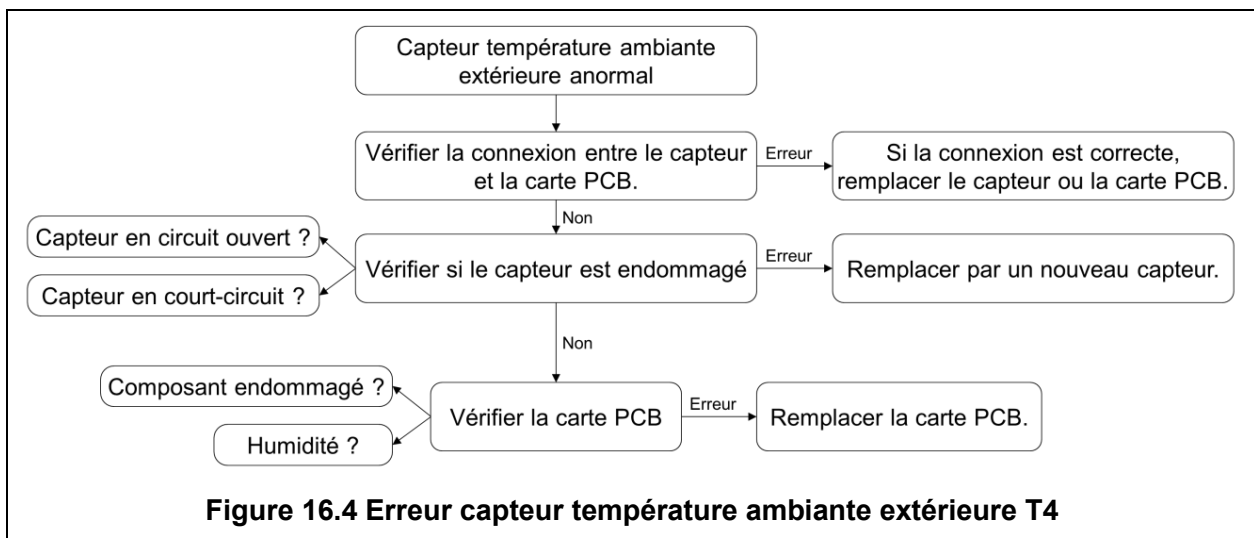 Capteur température ambiante
extérieure anormal
Vérifier la connexion entre le capteur
et la carte PCB.
Erreur
Si la connexion est correcte,
remplacer le capteur ou la carte PCB.
Non
Capteur en circuit ouvert ?
Capteur en court-circuit ?
Vérifier si le capteur est endommagé
Erreur
Remplacer par un nouveau capteur.
Non
Composant endommagé ?
Humidité ?
Vérifier la carte PCB
Erreur
Remplacer la carte PCB.
Figure 16.4 Erreur capteur température ambiante extérieure T4